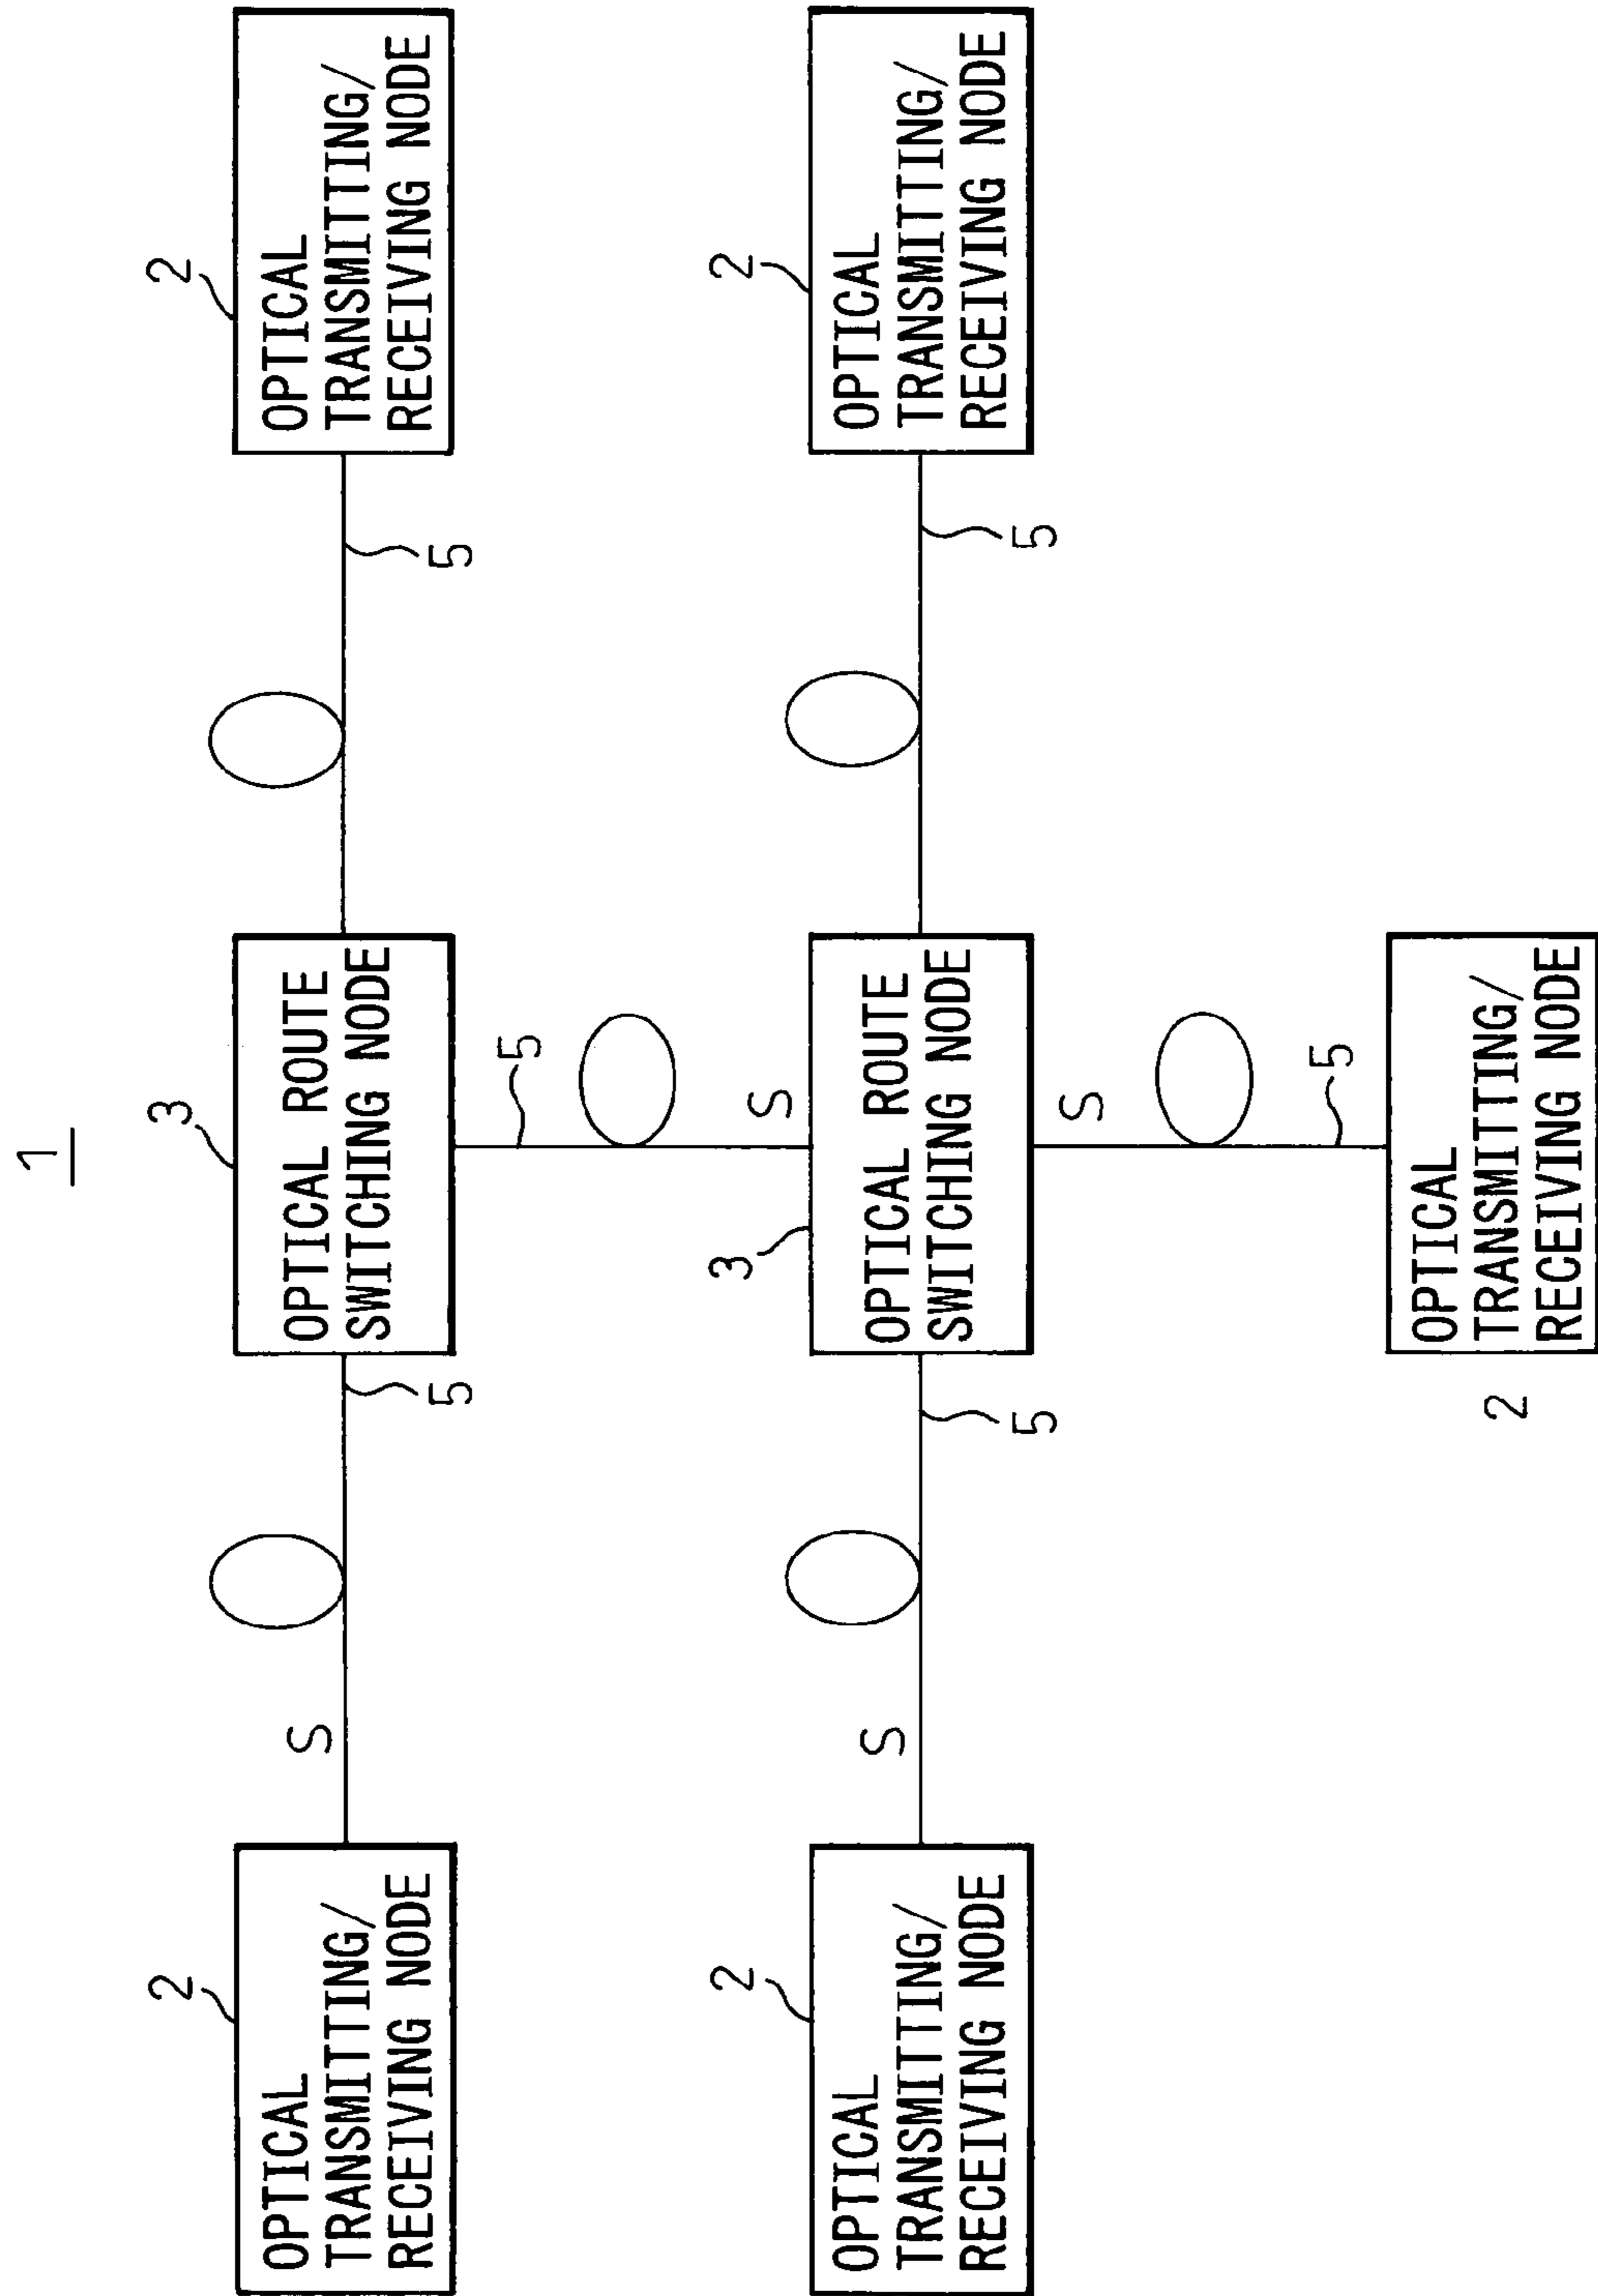 1
2
OPTICAL
TRANSMITTING/
RECEIVING NODE
S
5
3
OPTICAL ROUTE
SWITCHING NODE
5
2
OPTICAL
TRANSMITTING/
RECEIVING NODE
5
S
2
OPTICAL
TRANSMITTING/
RECEIVING NODE
S
5
3
OPTICAL ROUTE
SWITCHING NODE
5
2
OPTICAL
TRANSMITTING/
RECEIVING NODE
S
5
2
OPTICAL
TRANSMITTING/
RECEIVING NODE